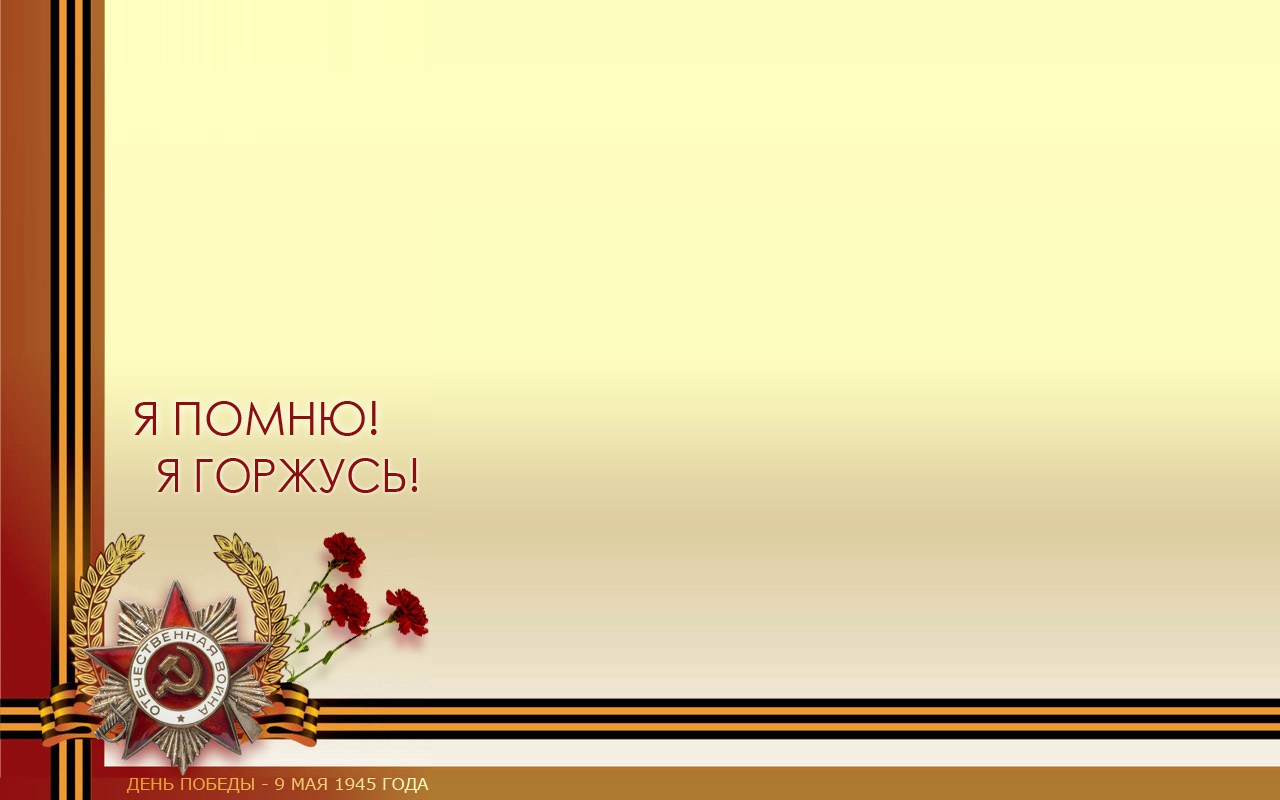 Я ПОМНЮ!
Я ГОРЖУСЬ!
ОТЕЧЕСТВЕННАЯ ВОЙНА
ДЕНЬ ПОБЕДЫ - 9 МАЯ 1945 ГОДА